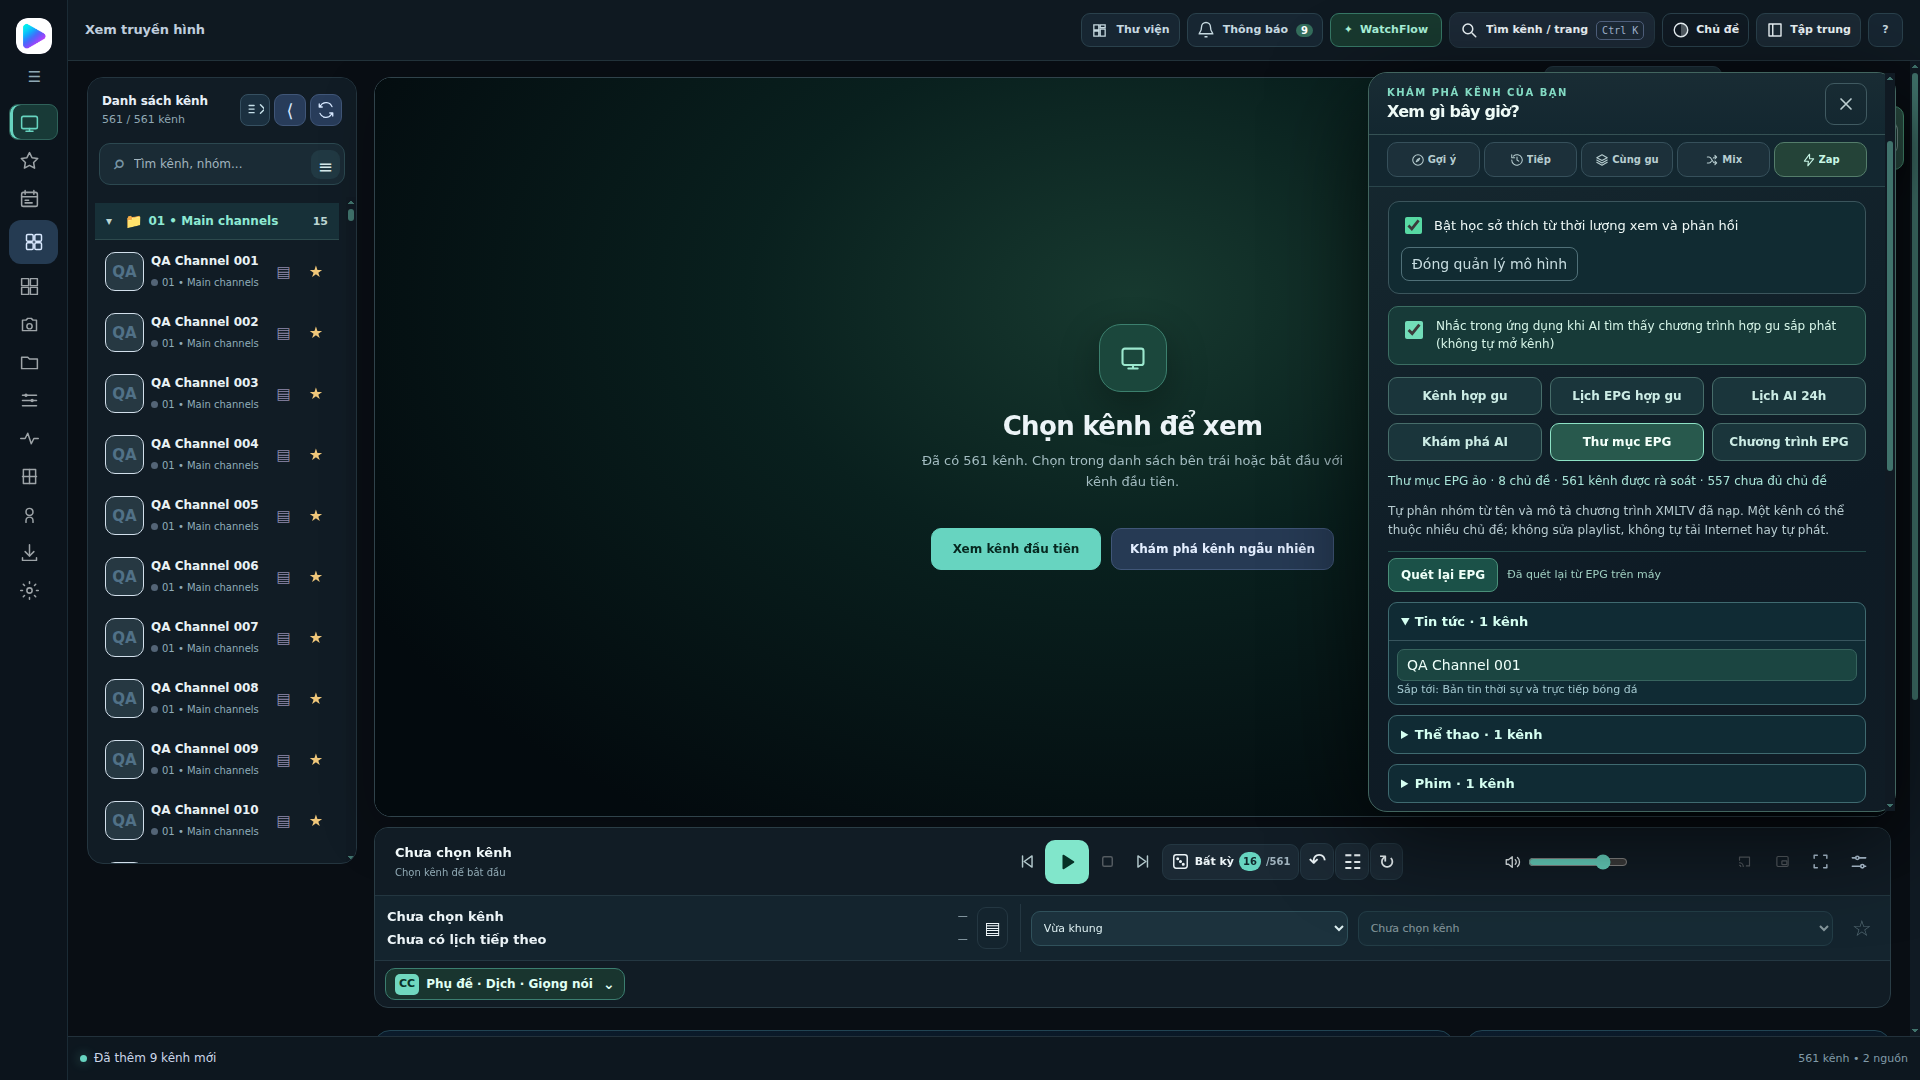 Xem truyền hình
Thư viện
Thông báo 9
✦ WatchFlow
Tìm kênh / trang Ctrl K
Chủ đề
Tập trung
?
Danh sách kênh
561 / 561 kênh
Tìm kênh, nhóm...
01 • Main channels 15
QA
QA Channel 001
01 • Main channels
QA
QA Channel 002
01 • Main channels
QA
QA Channel 003
01 • Main channels
QA
QA Channel 004
01 • Main channels
QA
QA Channel 005
01 • Main channels
QA
QA Channel 006
01 • Main channels
QA
QA Channel 007
01 • Main channels
QA
QA Channel 008
01 • Main channels
QA
QA Channel 009
01 • Main channels
QA
QA Channel 010
01 • Main channels
Chọn kênh để xem
Đã có 561 kênh. Chọn trong danh sách bên trái hoặc bắt đầu với
kênh đầu tiên.
Xem kênh đầu tiên
Khám phá kênh ngẫu nhiên
KHÁM PHÁ KÊNH CỦA BẠN
Xem gì bây giờ?
Gợi ý
Tiếp
Cùng gu
Mix
Zap
Bật học sở thích từ thời lượng xem và phản hồi
Đóng quản lý mô hình
Nhắc trong ứng dụng khi AI tìm thấy chương trình hợp gu sắp phát
(không tự mở kênh)
Kênh hợp gu
Lịch EPG hợp gu
Lịch AI 24h
Khám phá AI
Thư mục EPG
Chương trình EPG
Thư mục EPG ảo · 8 chủ đề · 561 kênh được rà soát · 557 chưa đủ chủ đề
Tự phân nhóm từ tên và mô tả chương trình XMLTV đã nạp. Một kênh có thể
thuộc nhiều chủ đề; không sửa playlist, không tự tải Internet hay tự phát.
Quét lại EPG
Đã quét lại từ EPG trên máy
Tin tức · 1 kênh
QA Channel 001
Sắp tới: Bản tin thời sự và trực tiếp bóng đá
Thể thao · 1 kênh
Phim · 1 kênh
Chưa chọn kênh
Chọn kênh để bắt đầu
Bất kỳ 16 /561
Chưa chọn kênh —
Chưa có lịch tiếp theo —
Vừa khung
Chưa chọn kênh
CC Phụ đề · Dịch · Giọng nói
Đã thêm 9 kênh mới
561 kênh • 2 nguồn